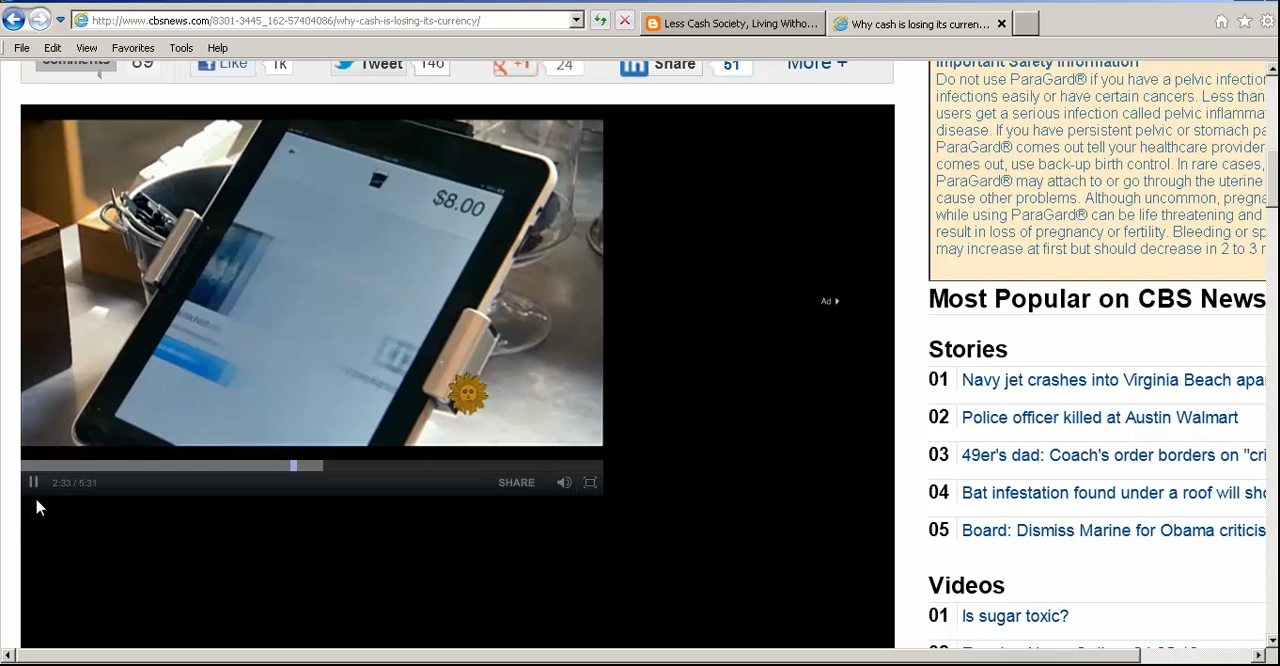 http://www.cbsnews.com/8301-3445_162-57404086/why-cash-is-losing-its-currency/
Less Cash Society, Living Witho...
Why cash is losing its curren...
File Edit View Favorites Tools Help
comments 89 Like 1k Tweet 146 +1 24 in Share 51 More +
Important Safety Information
Do not use ParaGard® if you have a pelvic infection
infections easily or have certain cancers. Less than
users get a serious infection called pelvic inflamma
disease. If you have persistent pelvic or stomach pa
ParaGard® comes out tell your healthcare provider
comes out, use back-up birth control. In rare cases,
ParaGard® may attach to or go through the uterine
cause other problems. Although uncommon, pregna
while using ParaGard® can be life threatening and
result in loss of pregnancy or fertility. Bleeding or sp
may increase at first but should decrease in 2 to 3 m
$8.00
Ad
2:33 / 5:31
SHARE
Most Popular on CBS News
Stories
01 Navy jet crashes into Virginia Beach apa
02 Police officer killed at Austin Walmart
03 49er's dad: Coach's order borders on "cri
04 Bat infestation found under a roof will sho
05 Board: Dismiss Marine for Obama criticis
Videos
01 Is sugar toxic?